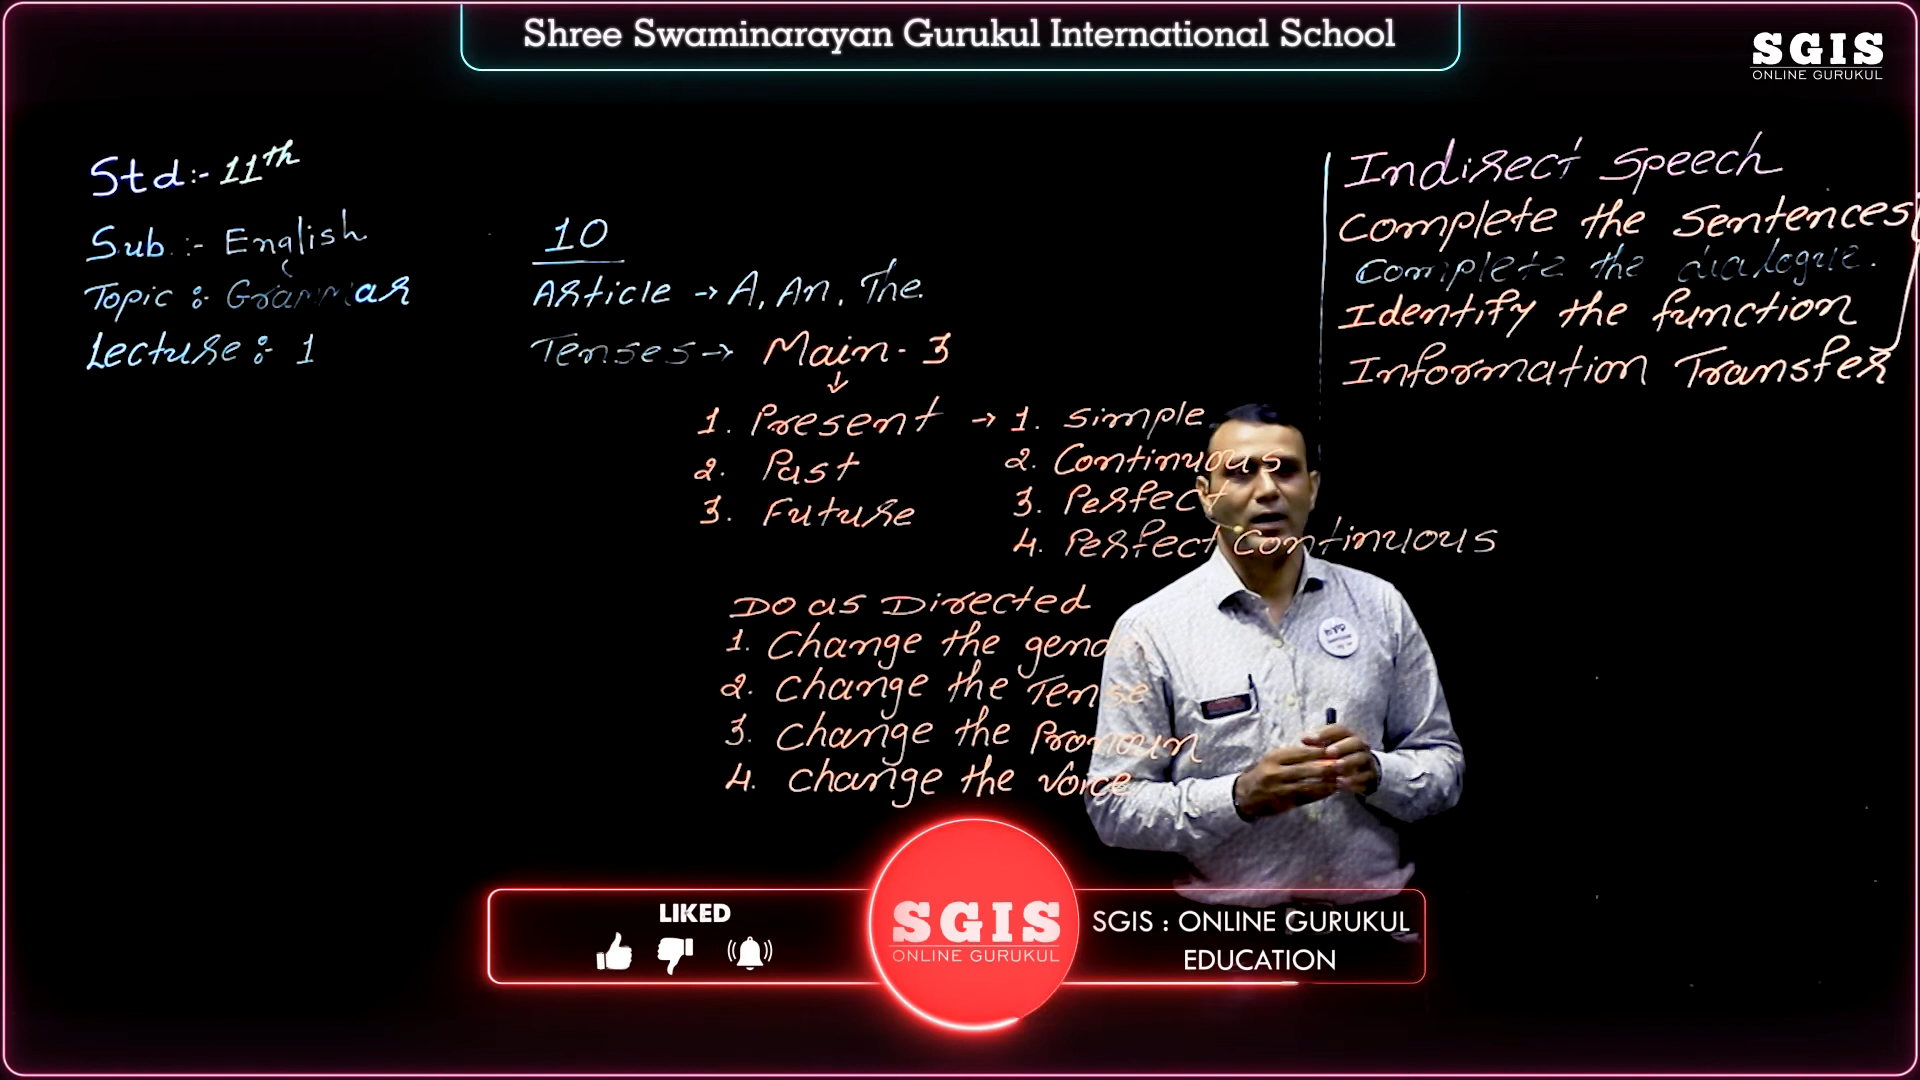 Shree Swaminarayan Gurukul International School
SGIS
ONLINE GURUKUL
Std:- 11th
Sub.:- English
Topic :- Grammar
Lecture :- 1
10
Article → A, An, The.
Tenses → Main - 3
1. Present → 1. Simple
2. Past
2. Continuous
3. Future
3. Perfect
4. Perfect Continuous
Do as Directed
1. Change the gend
2. Change the Tense
3. Change the Pronoun
4. Change the Voice
Indirect Speech
Complete the Sentences
Complete the dialogue.
Identify the function
Information Transfer
LIKED
SGIS
ONLINE GURUKUL
SGIS : ONLINE GURUKUL
EDUCATION